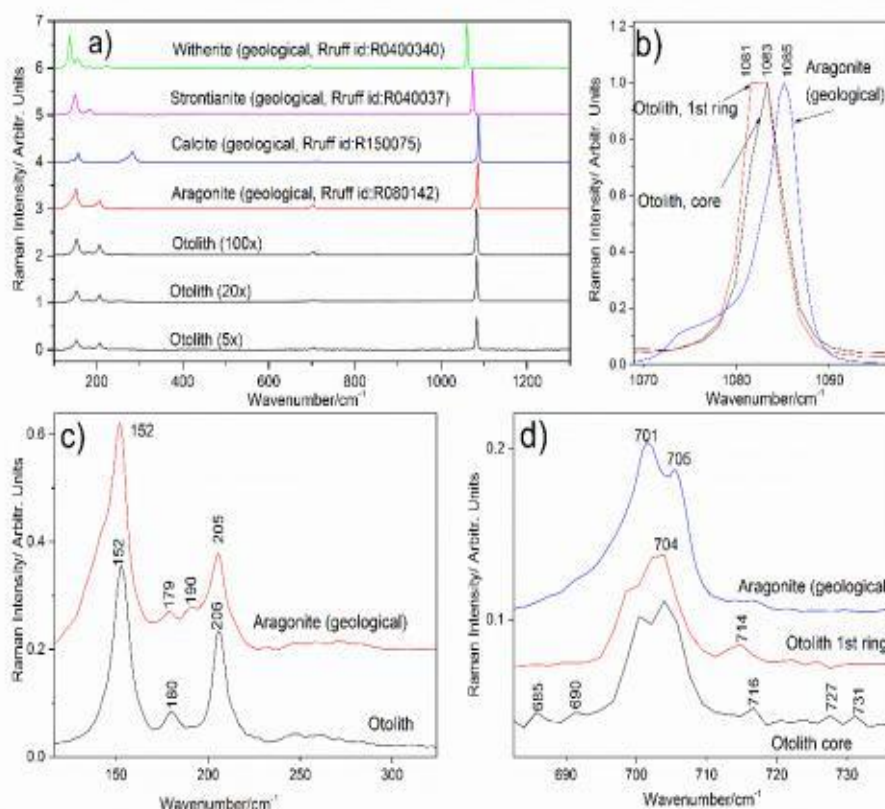 a)
Witherite (geological, Rruff id:R0400340)
Strontianite (geological, Rruff id:R040037)
Calcite (geological, Rruff id:R150075)
Aragonite (geological, Rruff id:R080142)
Otolith (100x)
Otolith (20x)
Otolith (5x)
Raman Intensity/ Arbitr. Units
7
6
5
4
3
2
1
0
200 400 600 800 1000 1200
Wavenumber/cm⁻¹
b)
1081 1083 1085
Aragonite
(geological)
Otolith, 1st ring
Otolith, core
Raman Intensity/ Arbitr. Units
1.2
1.0
0.8
0.6
0.4
0.2
0.0
1070 1080 1090
Wavenumber/cm⁻¹
c)
152
152
179
190
205
Aragonite (geological)
180
206
Otolith
Raman Intensity/ Arbitr. Units
0.6
0.4
0.2
0.0
150 200 250 300
Wavenumber/cm⁻¹
d)
701
705
Aragonite (geological)
704
714
Otolith 1st ring
685
690
716
727
731
Otolith core
Raman Intensity/ Arbitr. Units
0.2
0.1
690 700 710 720 730
Wavenumber/cm⁻¹